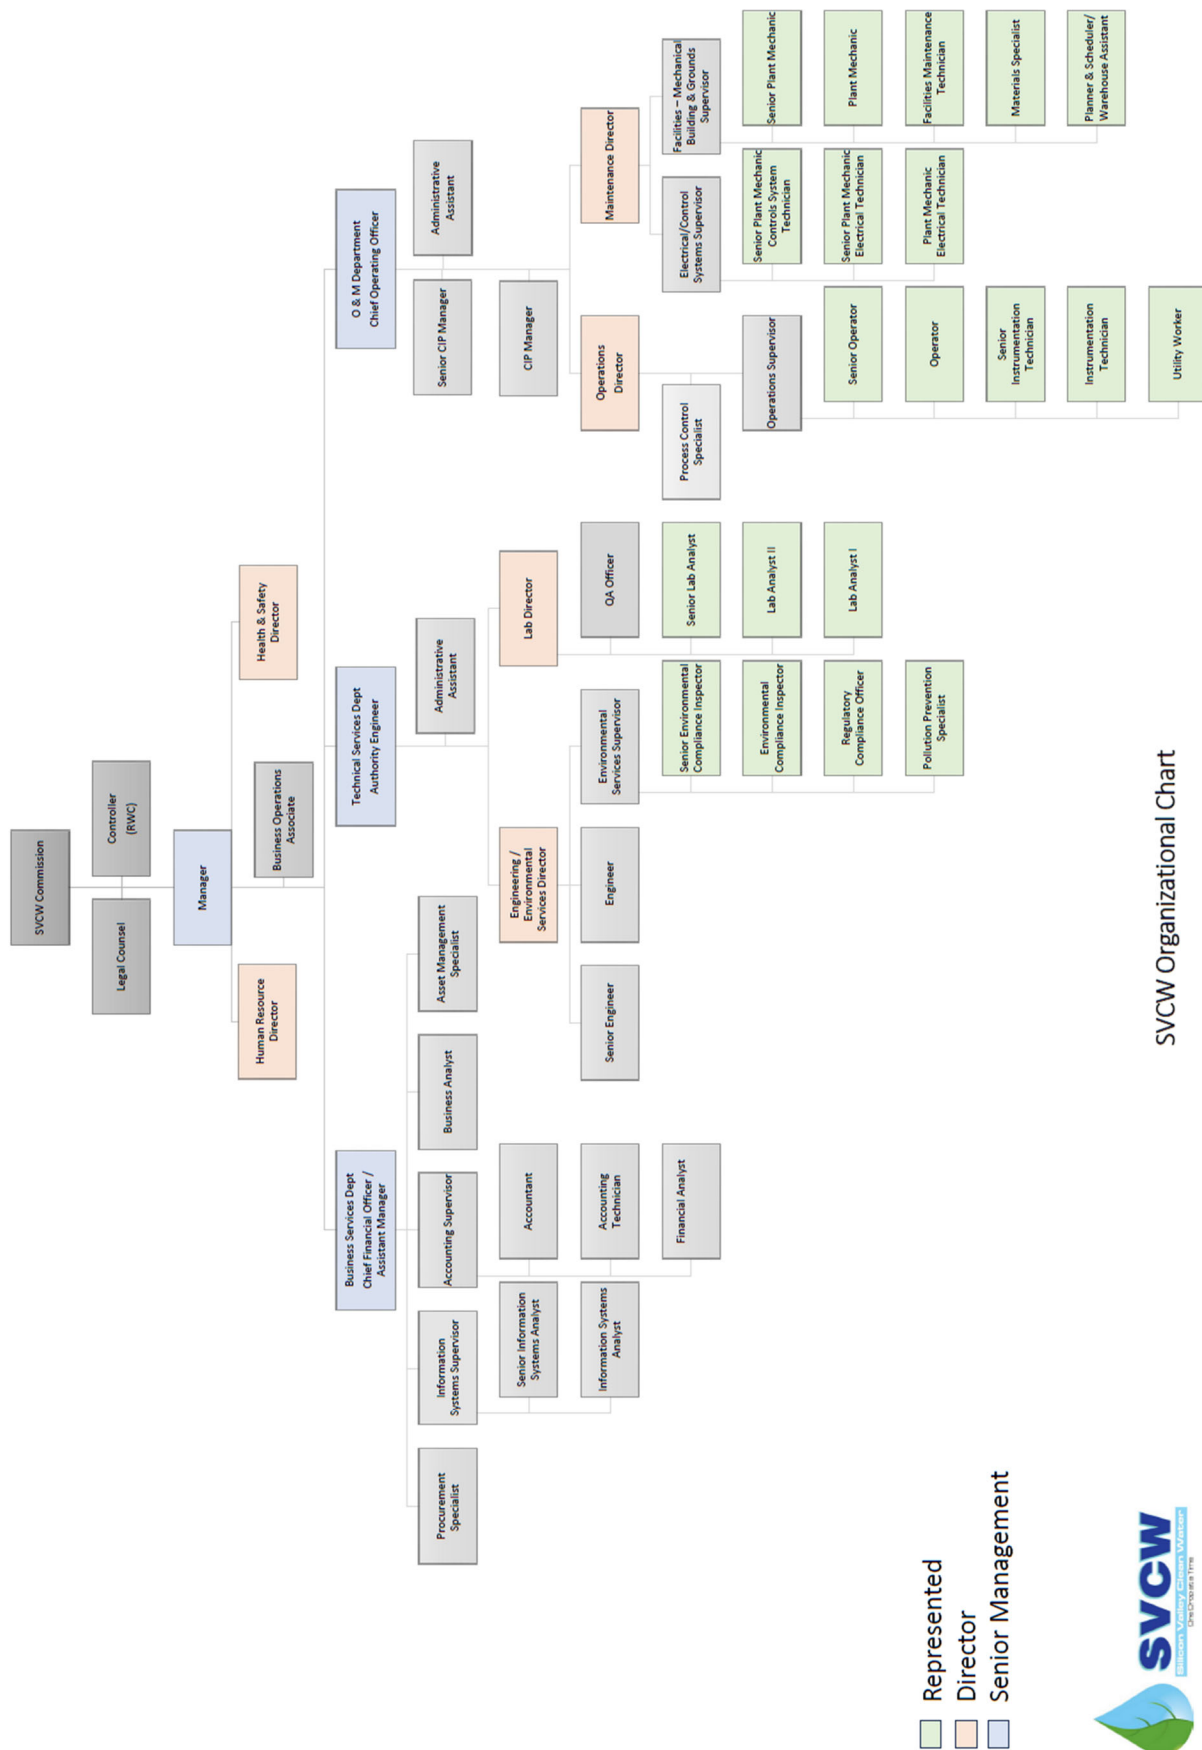 SVCW Commission
Legal Counsel
Controller
(RWC)
Manager
Human Resource
Director
Health & Safety
Director
Business Operations
Associate
Business Services Dept
Chief Financial Officer /
Assistant Manager
Technical Services Dept
Authority Engineer
O & M Department
Chief Operating Officer
Procurement
Specialist
Information
Systems Supervisor
Accounting Supervisor
Business Analyst
Asset Management
Specialist
Senior Information
Systems Analyst
Information Systems
Analyst
Accountant
Accounting
Technician
Financial Analyst
Administrative
Assistant
Engineering /
Environmental
Services Director
Lab Director
Senior Engineer
Engineer
Environmental
Services Supervisor
Senior Environmental
Compliance Inspector
Environmental
Compliance Inspector
Regulatory
Compliance Officer
Pollution Prevention
Specialist
QA Officer
Senior Lab Analyst
Lab Analyst II
Lab Analyst I
Senior CIP Manager
Administrative
Assistant
CIP Manager
Operations
Director
Maintenance Director
Process Control
Specialist
Operations Supervisor
Senior Operator
Operator
Senior
Instrumentation
Technician
Instrumentation
Technician
Utility Worker
Electrical/Control
Systems Supervisor
Senior Plant Mechanic
Controls System
Technician
Senior Plant Mechanic
Electrical Technician
Plant Mechanic
Electrical Technician
Facilities – Mechanical
Building & Grounds
Supervisor
Senior Plant Mechanic
Plant Mechanic
Facilities Maintenance
Technician
Materials Specialist
Planner & Scheduler/
Warehouse Assistant
Represented
Director
Senior Management
SVCW
Silicon Valley Clean Water
One Drop at a Time
SVCW Organizational Chart